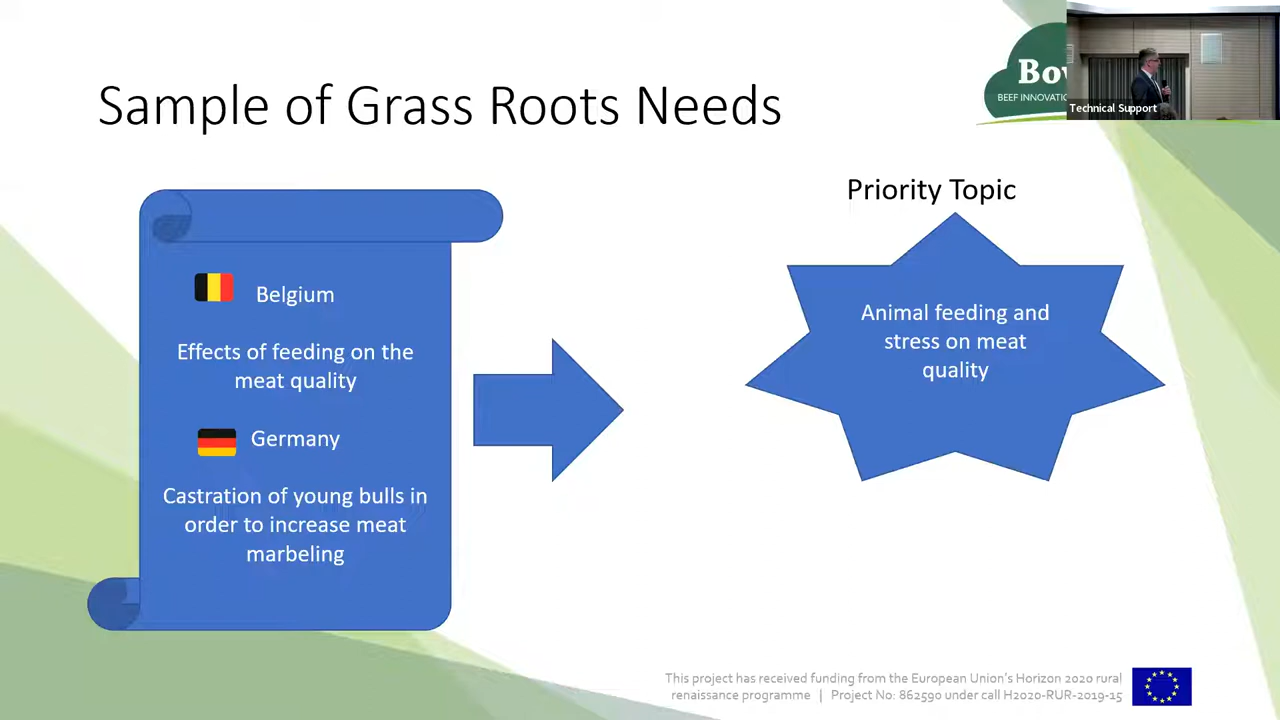 Sample of Grass Roots Needs
BEEF INNOVATIO
Technical Support
Belgium
Effects of feeding on the
meat quality
Germany
Castration of young bulls in
order to increase meat
marbeling
Priority Topic
Animal feeding and
stress on meat
quality
This project has received funding from the European Union's Horizon 2020 rural
renaissance programme | Project No: 862590 under call H2020-RUR-2019-15